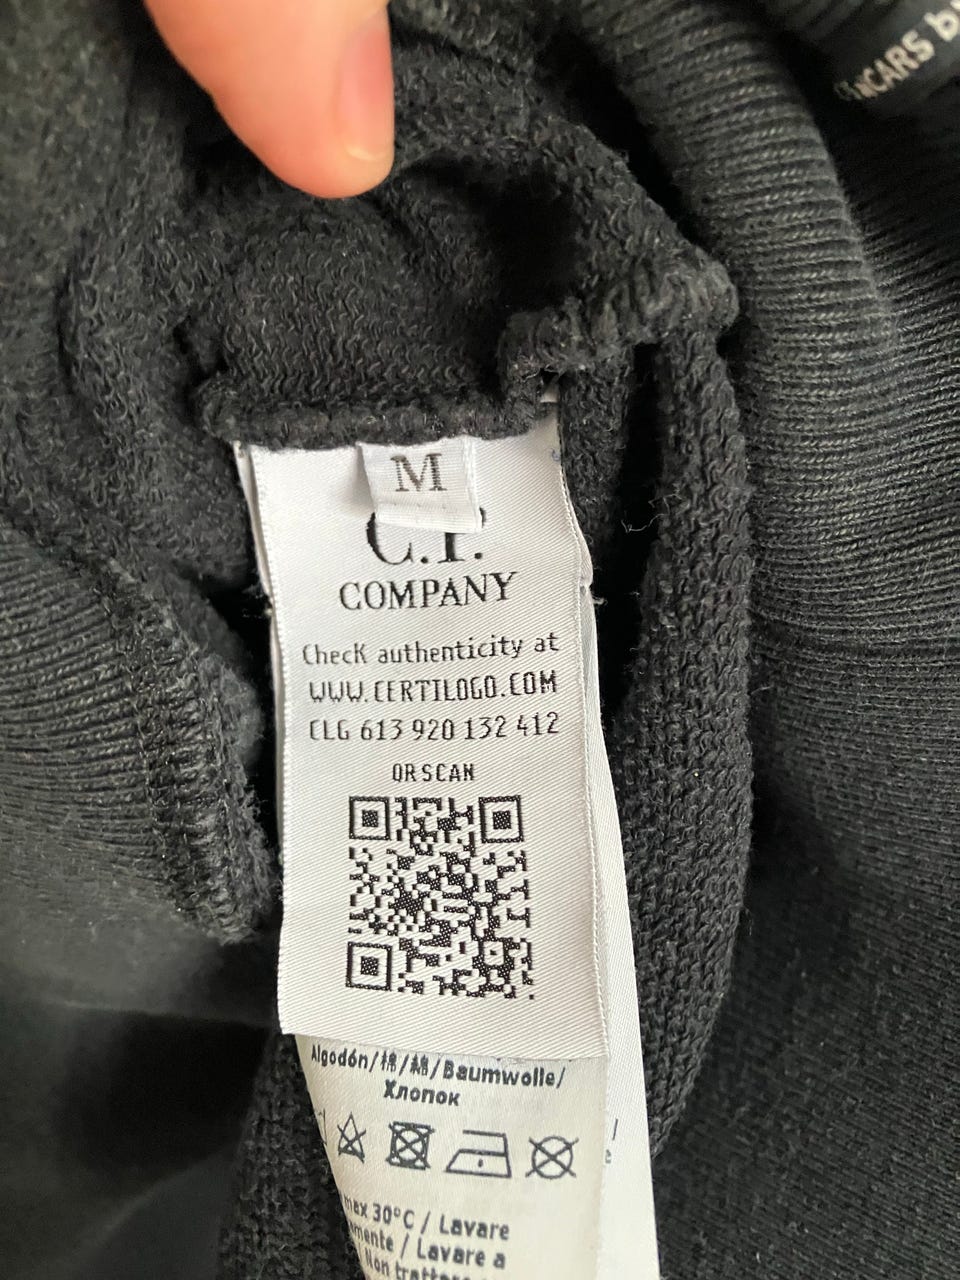 M
C.P.
COMPANY
Check authenticity at
WWW.CERTILOGO.COM
CLG 613 920 132 412
OR SCAN
Algodón/棉/綿/Baumwolle/
Хлопок
max 30°C / Lavare
/ Lavare a
Non